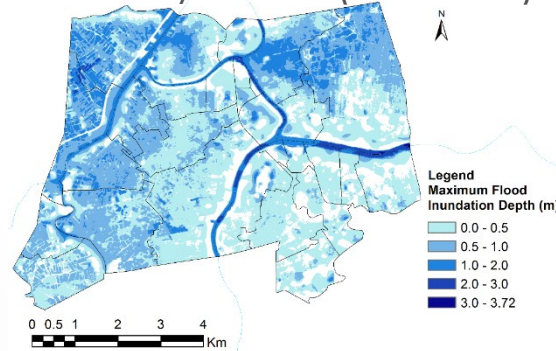 N
Legend
Maximum Flood
Inundation Depth (m)
0.0 - 0.5
0.5 - 1.0
1.0 - 2.0
2.0 - 3.0
3.0 - 3.72
0 0.5 1 2 3 4
Km